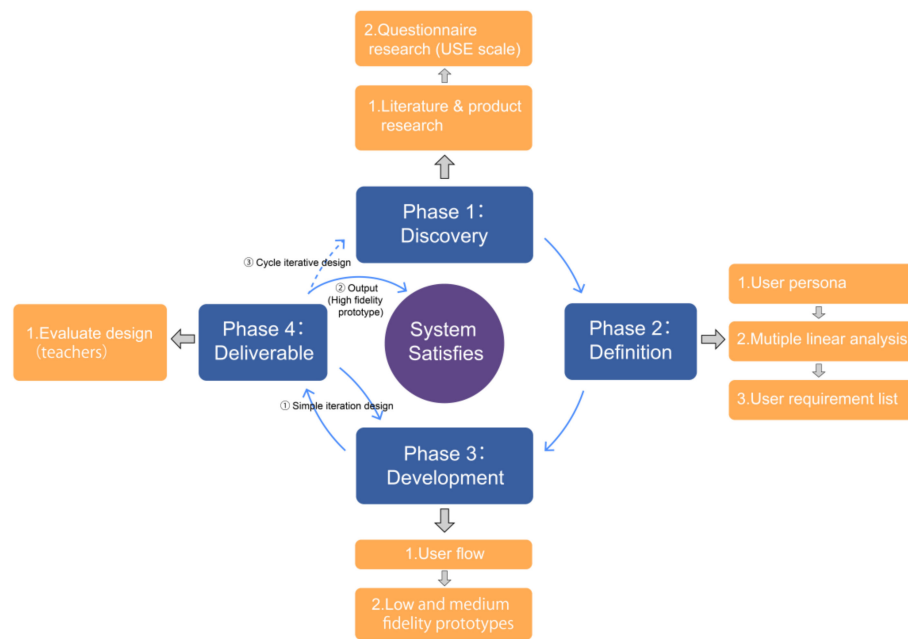 2.Questionnaire
research (USE scale)
1.Literature & product
research
Phase 1：
Discovery
③ Cycle iterative design
② Output
(High fidelity
prototype)
1.User persona
1.Evaluate design
（teachers）
Phase 4：
Deliverable
System
Satisfies
Phase 2：
Definition
2.Mutiple linear analysis
3.User requirement list
① Simple iteration design
Phase 3：
Development
1.User flow
2.Low and medium
fidelity prototypes